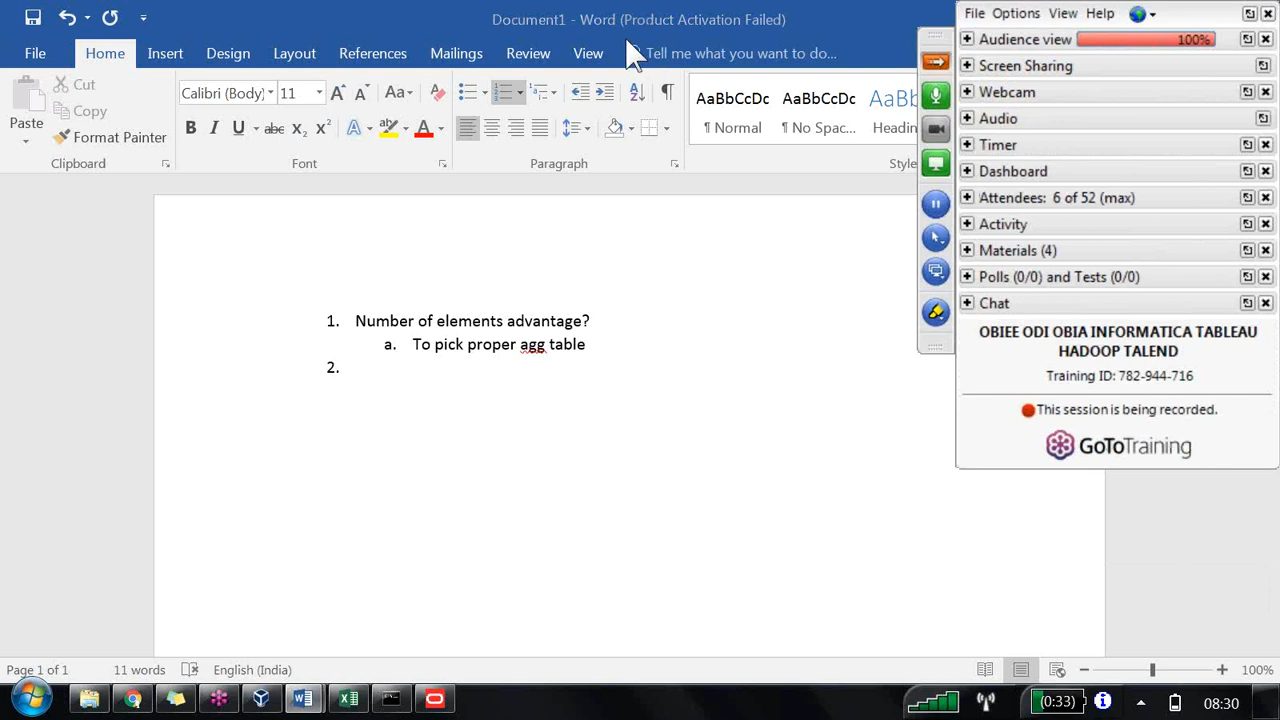 Document1 - Word (Product Activation Failed)
File Home Insert Design Layout References Mailings Review View Tell me what you want to do...
Paste
Cut
Copy
Format Painter
Clipboard
Calibri (Body) 11
Font
Paragraph
AaBbCcDc AaBbCcDc AaBbCc
¶ Normal ¶ No Spac... Heading
Style
1. Number of elements advantage?
a. To pick proper agg table
2.
File Options View Help
Audience view 100%
Screen Sharing
Webcam
Audio
Timer
Dashboard
Attendees: 6 of 52 (max)
Activity
Materials (4)
Polls (0/0) and Tests (0/0)
Chat
OBIEE ODI OBIA INFORMATICA TABLEAU
HADOOP TALEND
Training ID: 782-944-716
This session is being recorded.
GoToTraining
Page 1 of 1 11 words English (India) 100%
(0:33) 08:30